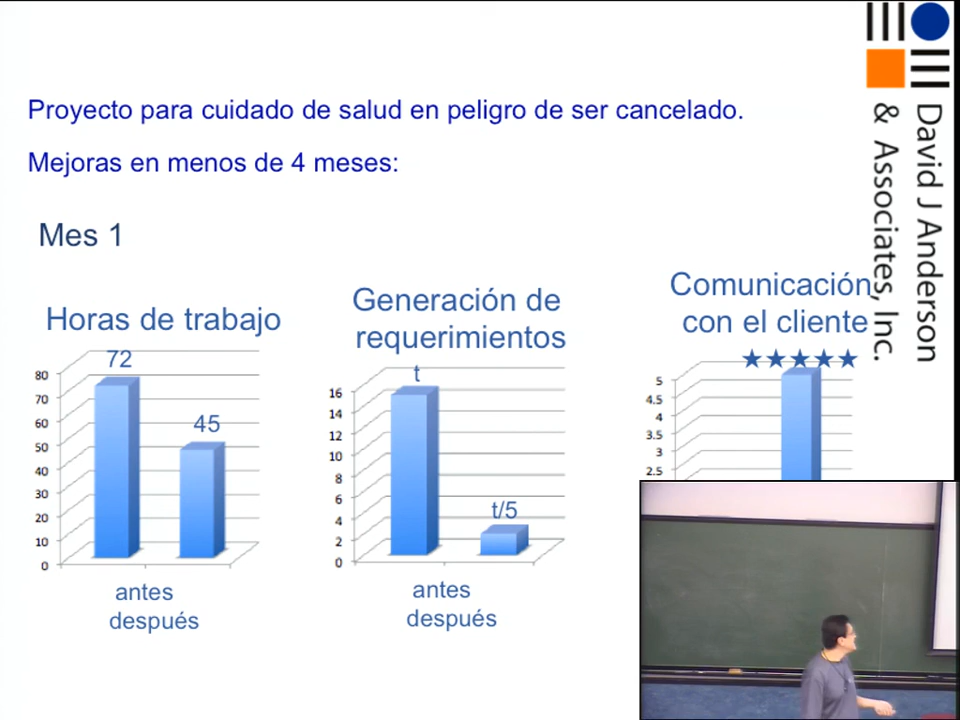 Proyecto para cuidado de salud en peligro de ser cancelado.
Mejoras en menos de 4 meses:
Mes 1
Horas de trabajo
80
70
60
50
40
30
20
10
0
72
45
antes
después
Generación de
requerimientos
16
14
12
10
8
6
4
2
0
t
t/5
antes
después
Comunicación
con el cliente
★★★★★
5
4.5
4
3.5
3
2.5
David J Anderson
& Associates, Inc.